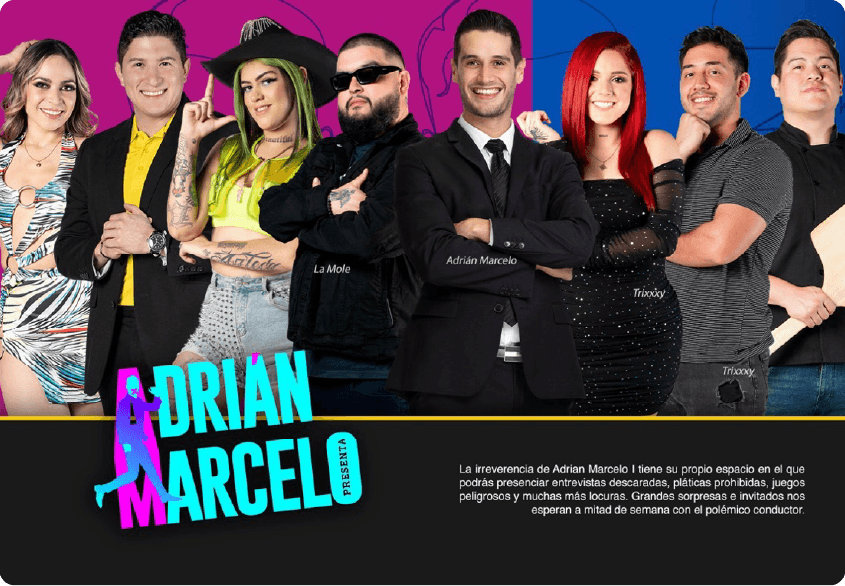 La Mole
Adrián Marcelo
Trixxxy
Trixxxy
ADRIÁN
MARCELO
PRESENTA
La irreverencia de Adrian Marcelo I tiene su propio espacio en el que
podrás presenciar entrevistas descaradas, pláticas prohibidas, juegos
peligrosos y muchas más locuras. Grandes sorpresas e invitados nos
esperan a mitad de semana con el polémico conductor.